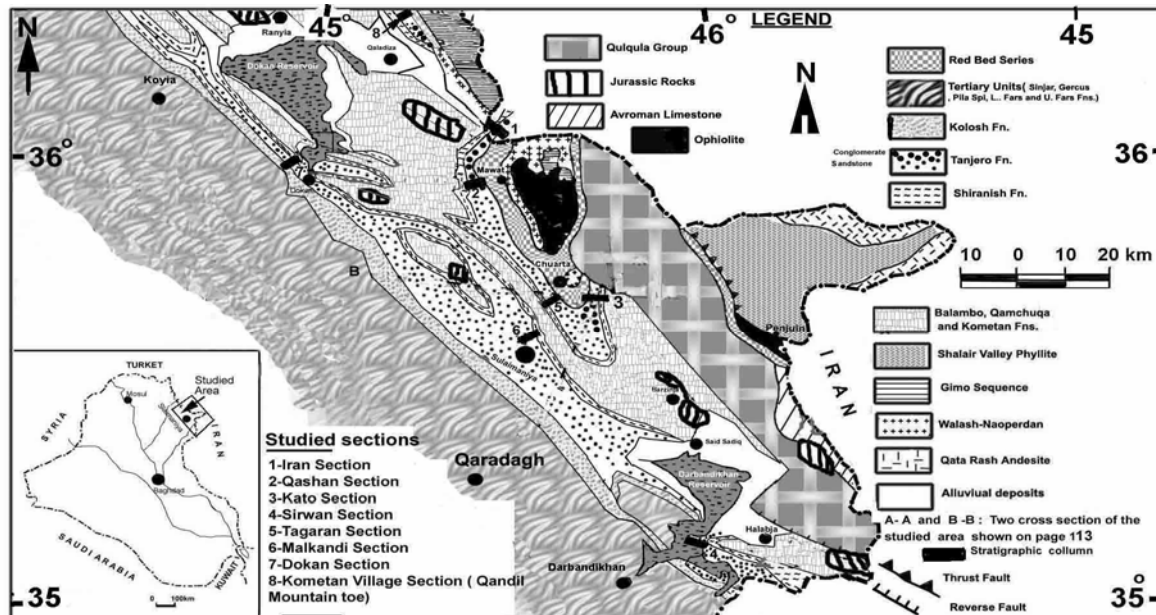 45°
46°
LEGEND
45
N
Ranyia
8
Qaladiza
Dokan Reservoir
Koyia
Qulqula Group
Jurassic Rocks
Avroman Limestone
Ophiolite
N
Red Bed Series
Tertiary Units( Sinjar, Gercus
, Pila Spi, L.. Fars and U. Fars Fns.)
Kolosh Fn.
Conglomerate
Sandstone
Tanjero Fn.
Shiranish Fn.
36°
36
1
Mawat
2
Dokan
B
Chuarta
5
3
6
Sulaimaniya
Penjuin
IRAN
10 0 10 20 km
Balambo, Qamchuqa
and Kometan Fns.
Shalair Valley Phyllite
Gimo Sequence
Walash-Naoperdan
Qata Rash Andesite
Alluviual deposits
A- A and B -B : Two cross section of the
studied area shown on page 113
Stratigraphic collumn
Thrust Fault
Reverse Fault
Said Sadiq
Darbandikhan
Reservoir
Halabja
4
Darbandikhan
Qaradagh
TURKET
Studied
Area
Mosul
SYRIA
IRAN
Baghdad
SAUDI ARABIA
KUWAIT
0 100km
Studied sections
1-Iran Section
2-Qashan Section
3-Kato Section
4-Sirwan Section
5-Tagaran Section
6-Malkandi Section
7-Dokan Section
8-Kometan Village Section ( Qandil
Mountain toe)
35
35°